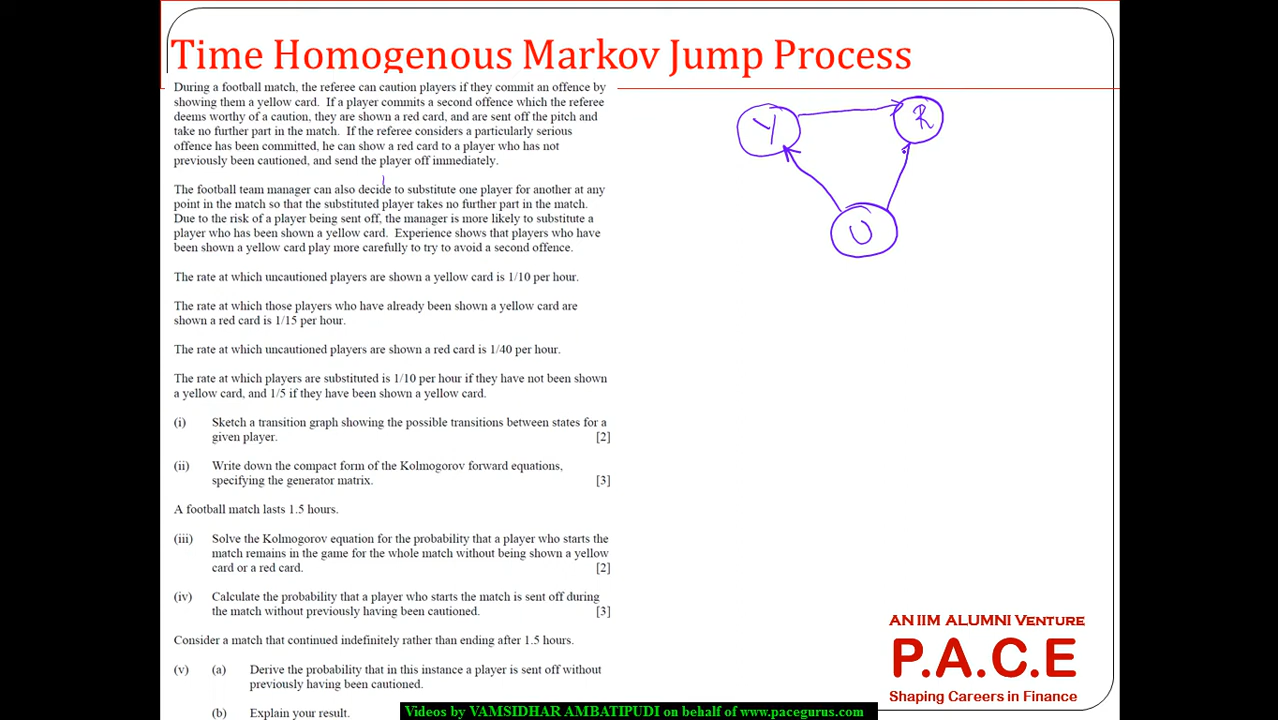 Time Homogenous Markov Jump Process
During a football match, the referee can caution players if they commit an offence by
showing them a yellow card. If a player commits a second offence which the referee
deems worthy of a caution, they are shown a red card, and are sent off the pitch and
take no further part in the match. If the referee considers a particularly serious
offence has been committed, he can show a red card to a player who has not
previously been cautioned, and send the player off immediately.
The football team manager can also decide to substitute one player for another at any
point in the match so that the substituted player takes no further part in the match.
Due to the risk of a player being sent off, the manager is more likely to substitute a
player who has been shown a yellow card. Experience shows that players who have
been shown a yellow card play more carefully to try to avoid a second offence.
The rate at which uncautioned players are shown a yellow card is 1/10 per hour.
The rate at which those players who have already been shown a yellow card are
shown a red card is 1/15 per hour.
The rate at which uncautioned players are shown a red card is 1/40 per hour.
The rate at which players are substituted is 1/10 per hour if they have not been shown
a yellow card, and 1/5 if they have been shown a yellow card.
(i) Sketch a transition graph showing the possible transitions between states for a
given player. [2]
(ii) Write down the compact form of the Kolmogorov forward equations,
specifying the generator matrix. [3]
A football match lasts 1.5 hours.
(iii) Solve the Kolmogorov equation for the probability that a player who starts the
match remains in the game for the whole match without being shown a yellow
card or a red card. [2]
(iv) Calculate the probability that a player who starts the match is sent off during
the match without previously having been cautioned. [3]
Consider a match that continued indefinitely rather than ending after 1.5 hours.
(v) (a) Derive the probability that in this instance a player is sent off without
previously having been cautioned.
(b) Explain your result.
Y
R
U
AN IIM ALUMNI VENTURE
P.A.C.E
Shaping Careers in Finance
Videos by VAMSIDHAR AMBATIPUDI on behalf of www.pacegurus.com